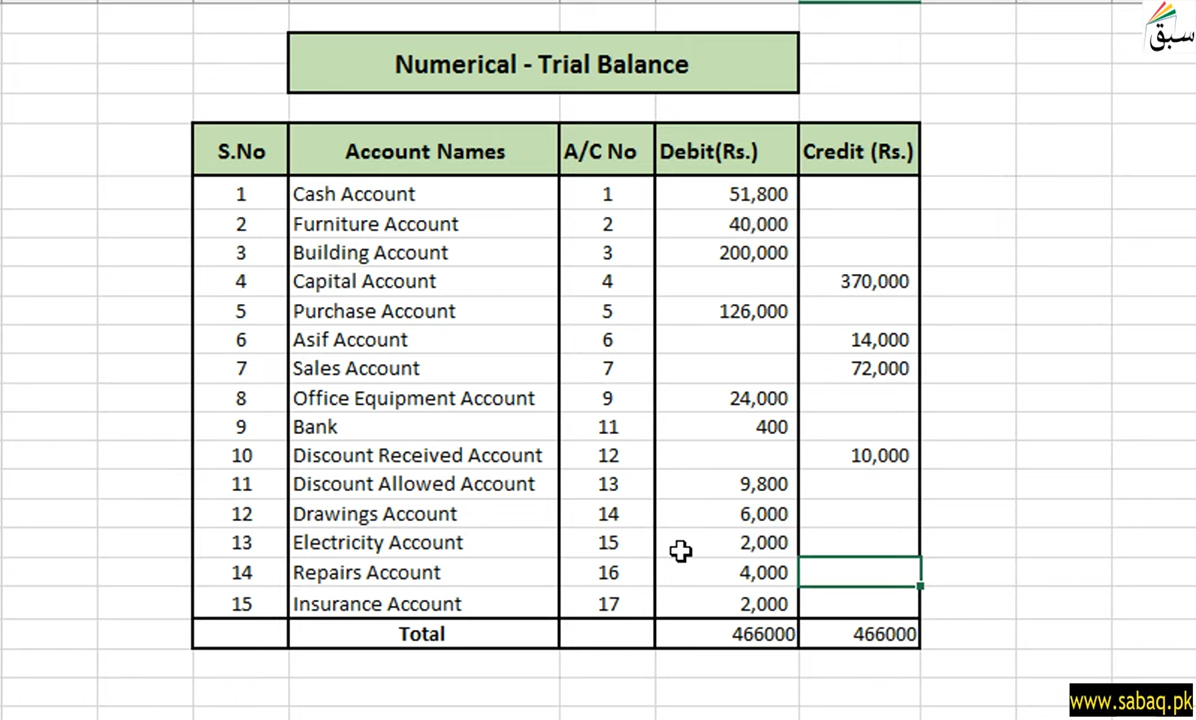 سبق
Numerical - Trial Balance
S.No Account Names A/C No Debit(Rs.) Credit (Rs.)
1 Cash Account 1 51,800
2 Furniture Account 2 40,000
3 Building Account 3 200,000
4 Capital Account 4 370,000
5 Purchase Account 5 126,000
6 Asif Account 6 14,000
7 Sales Account 7 72,000
8 Office Equipment Account 9 24,000
9 Bank 11 400
10 Discount Received Account 12 10,000
11 Discount Allowed Account 13 9,800
12 Drawings Account 14 6,000
13 Electricity Account 15 2,000
14 Repairs Account 16 4,000
15 Insurance Account 17 2,000
Total 466000 466000
www.sabaq.pk